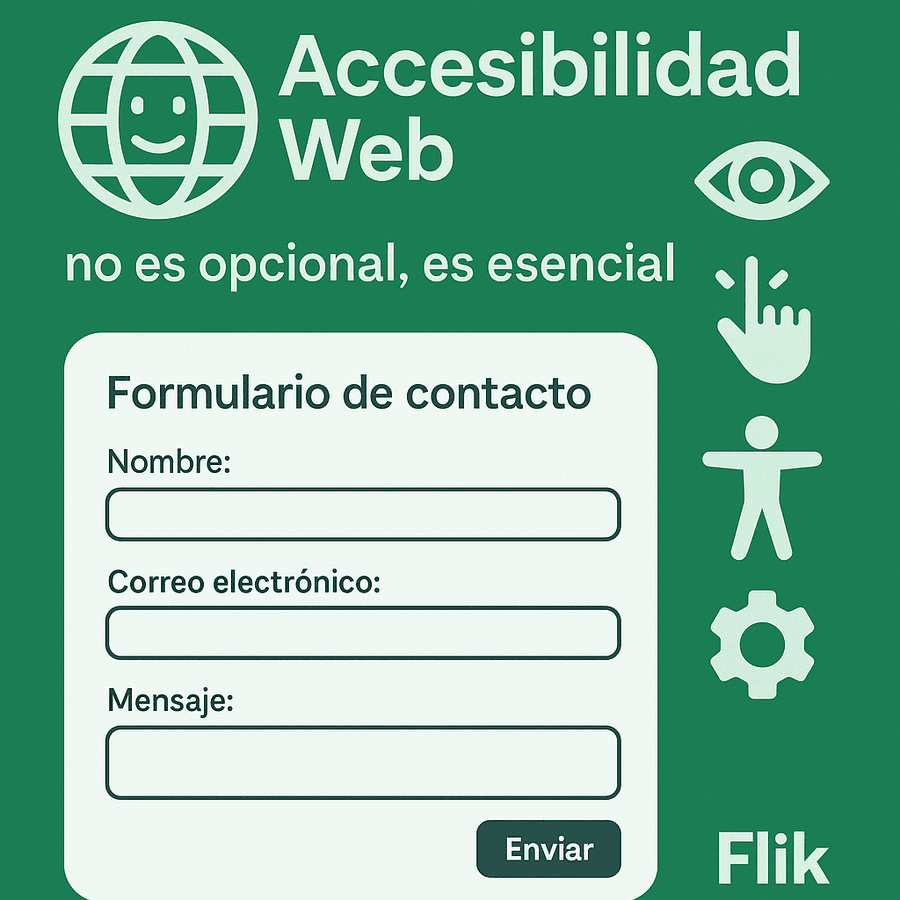 Accesibilidad
Web
no es opcional, es esencial
Formulario de contacto
Nombre:
Correo electrónico:
Mensaje:
Enviar
Flik